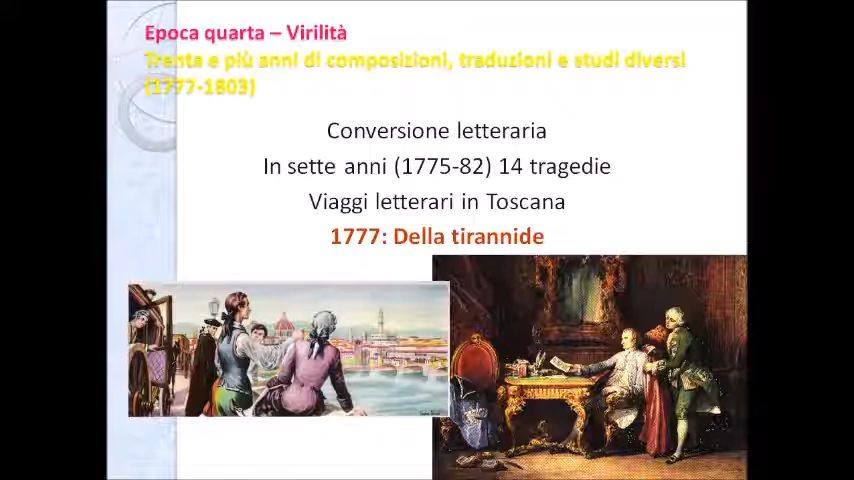 Epoca quarta – Virilità
Trenta e più anni di composizioni, traduzioni e studi diversi
(1777-1803)
Conversione letteraria
In sette anni (1775-82) 14 tragedie
Viaggi letterari in Toscana
1777: Della tirannide